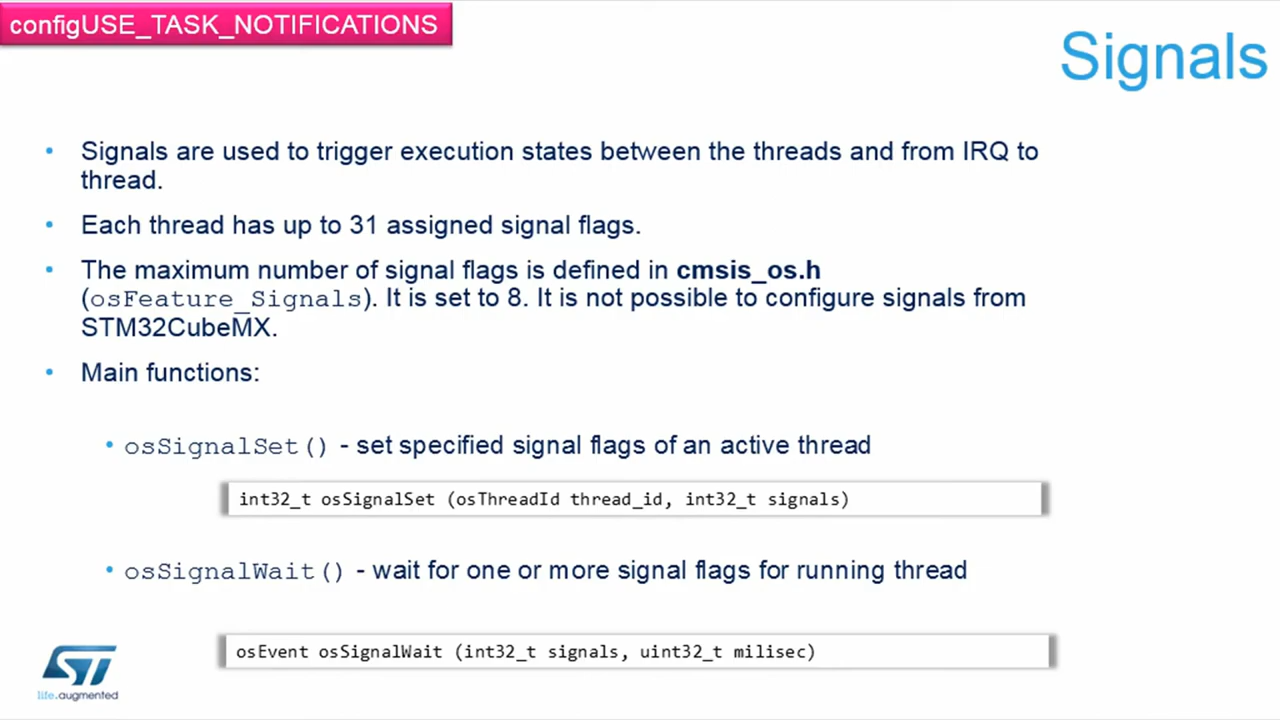 configUSE_TASK_NOTIFICATIONS
Signals
• Signals are used to trigger execution states between the threads and from IRQ to
thread.
• Each thread has up to 31 assigned signal flags.
• The maximum number of signal flags is defined in cmsis_os.h
(osFeature_Signals). It is set to 8. It is not possible to configure signals from
STM32CubeMX.
• Main functions:
• osSignalSet() - set specified signal flags of an active thread
int32_t osSignalSet (osThreadId thread_id, int32_t signals)
• osSignalWait() - wait for one or more signal flags for running thread
osEvent osSignalWait (int32_t signals, uint32_t milisec)
ST
life.augmented